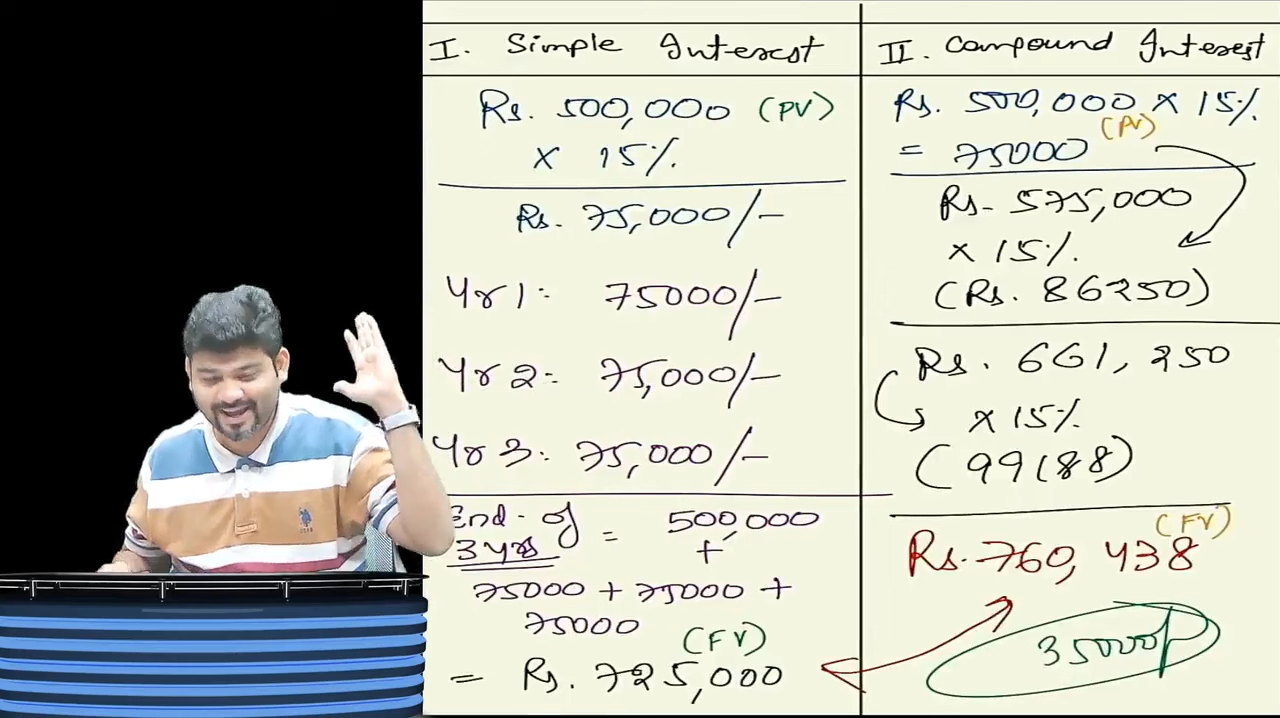 I. Simple Interest
Rs. 500,000 (PV)
x 15%
Rs. 75,000/-
Yr 1: 75000/-
Yr 2: 75,000/-
Yr 3: 75,000/-
End of 3 yrs = 500,000
+
75000 + 75000 +
75000
(FV)
= Rs. 725,000
II. Compound Interest
Rs. 500,000 x 15%
(PV)
= 75000
Rs. 575,000
x 15%
(Rs. 86250)
Rs. 661,250
x 15%
(99188)
(FV)
Rs. 760,438